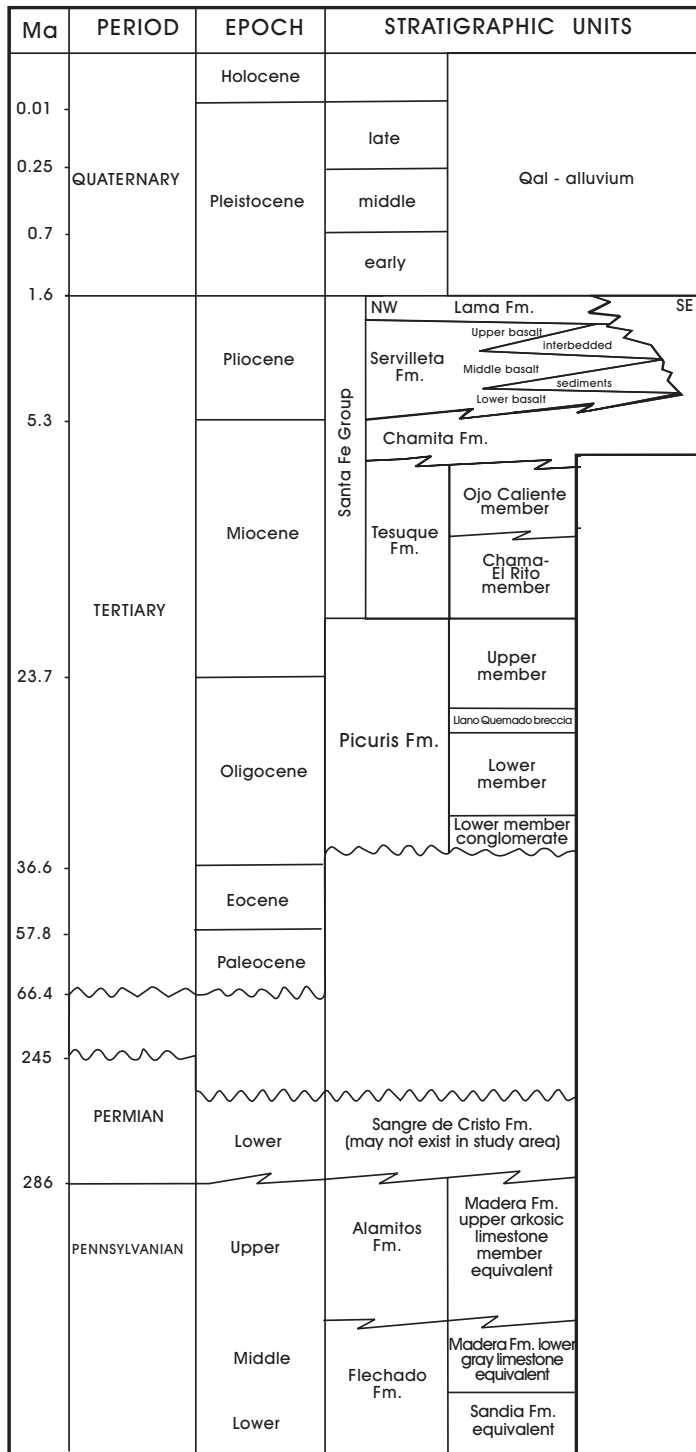 Ma PERIOD EPOCH STRATIGRAPHIC UNITS
Holocene
0.01
late
0.25
QUATERNARY
Pleistocene
middle
Qal - alluvium
0.7
early
1.6
NW Lama Fm. SE
Upper basalt
interbedded
Pliocene
Servilleta
Fm.
Middle basalt
sediments
Lower basalt
5.3
Chamita Fm.
Santa Fe Group
Ojo Caliente
member
Miocene
Tesuque
Fm.
Chama-
El Rito
member
TERTIARY
Upper
member
23.7
Llano Quemado breccia
Picuris Fm.
Oligocene
Lower
member
Lower member
conglomerate
36.6
Eocene
57.8
Paleocene
66.4
245
PERMIAN
Lower
Sangre de Cristo Fm.
(may not exist in study area)
286
PENNSYLVANIAN
Upper
Alamitos
Fm.
Madera Fm.
upper arkosic
limestone
member
equivalent
Middle
Flechado
Fm.
Madera Fm. lower
gray limestone
equivalent
Lower
Sandia Fm.
equivalent